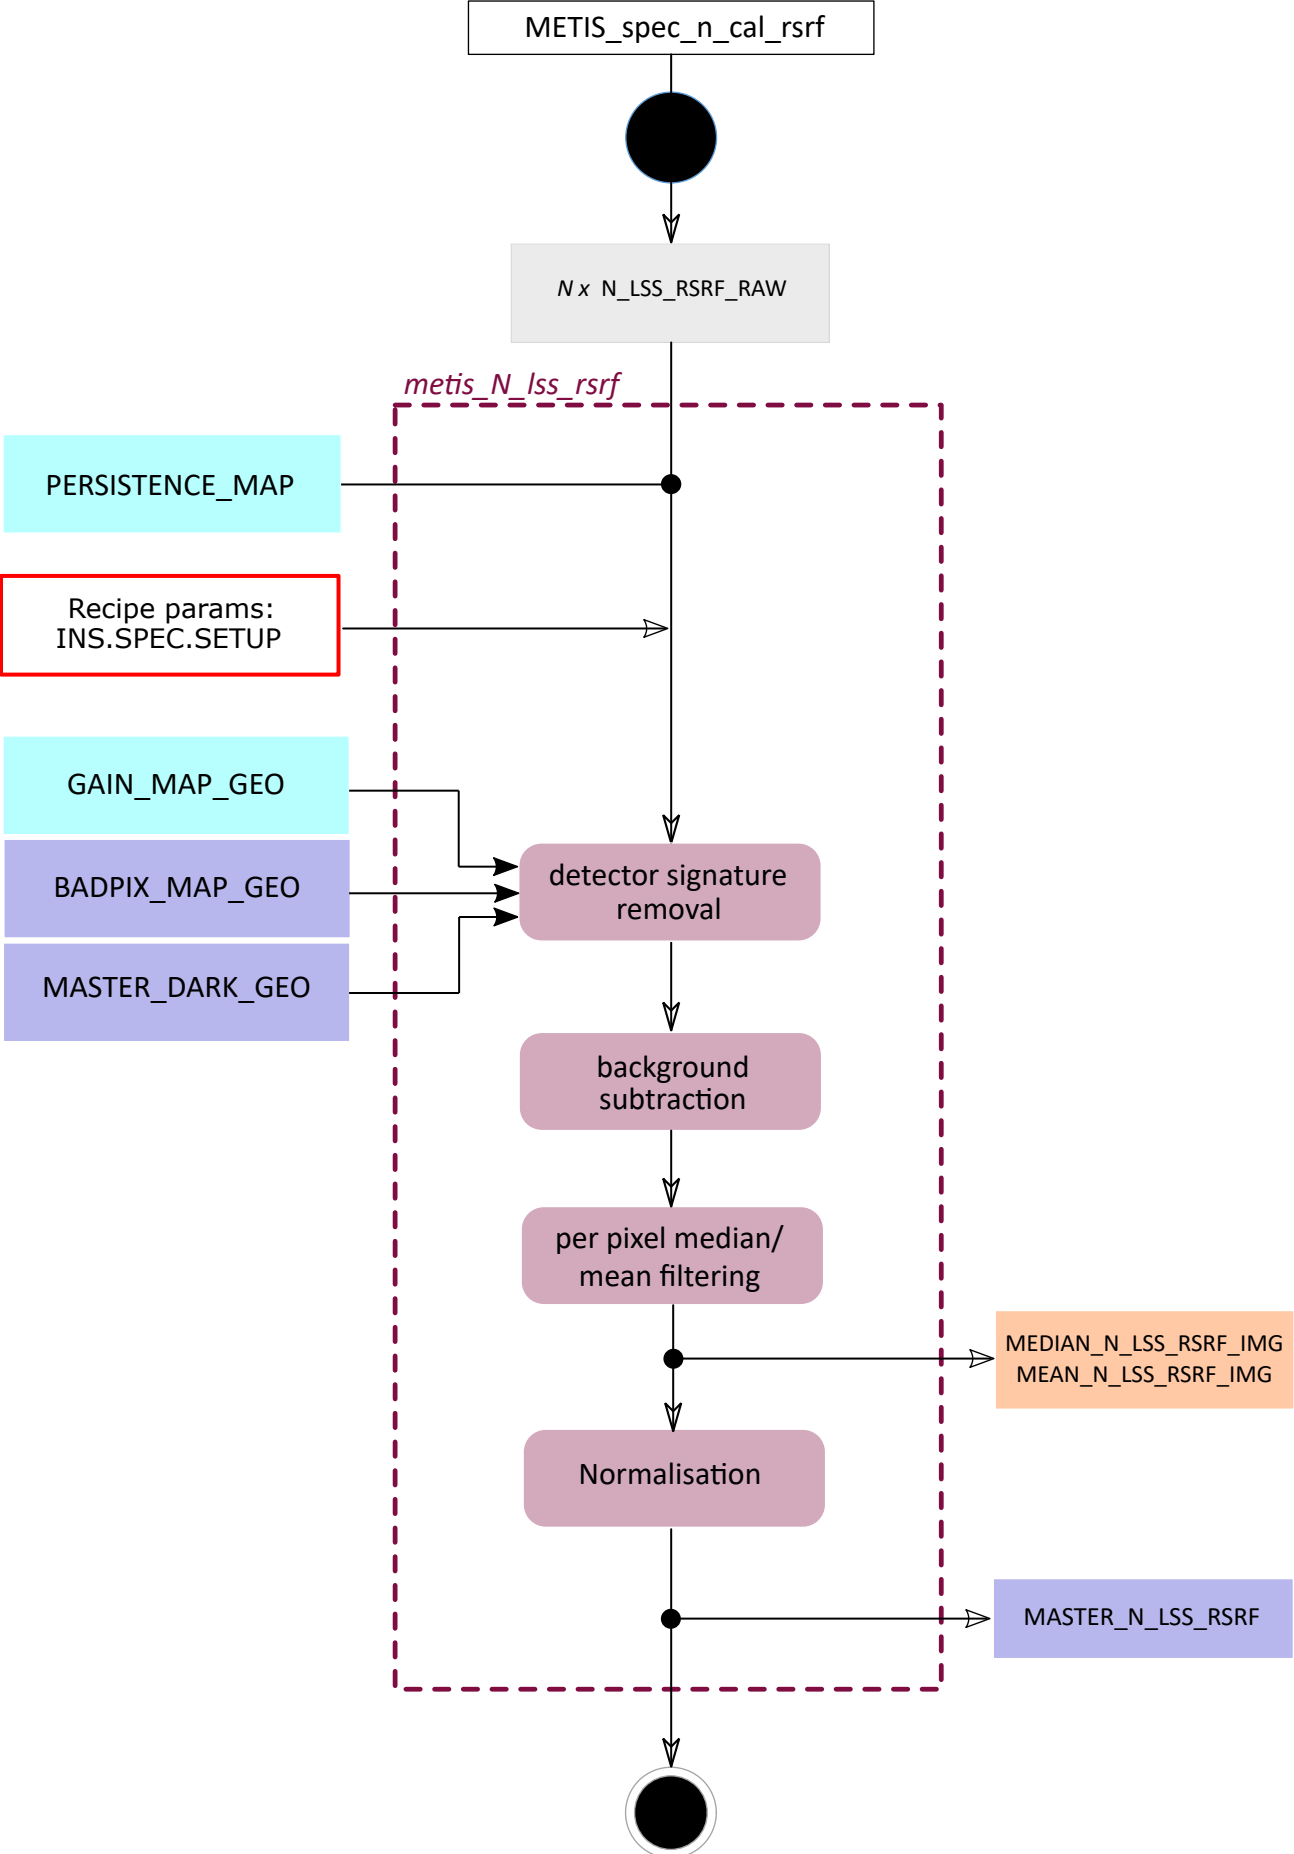 METIS_spec_n_cal_rsrf
N x N_LSS_RSRF_RAW
metis_N_lss_rsrf
PERSISTENCE_MAP
Recipe params:
INS.SPEC.SETUP
GAIN_MAP_GEO
BADPIX_MAP_GEO
MASTER_DARK_GEO
detector signature
removal
background
subtraction
per pixel median/
mean filtering
MEDIAN_N_LSS_RSRF_IMG
MEAN_N_LSS_RSRF_IMG
Normalisation
MASTER_N_LSS_RSRF